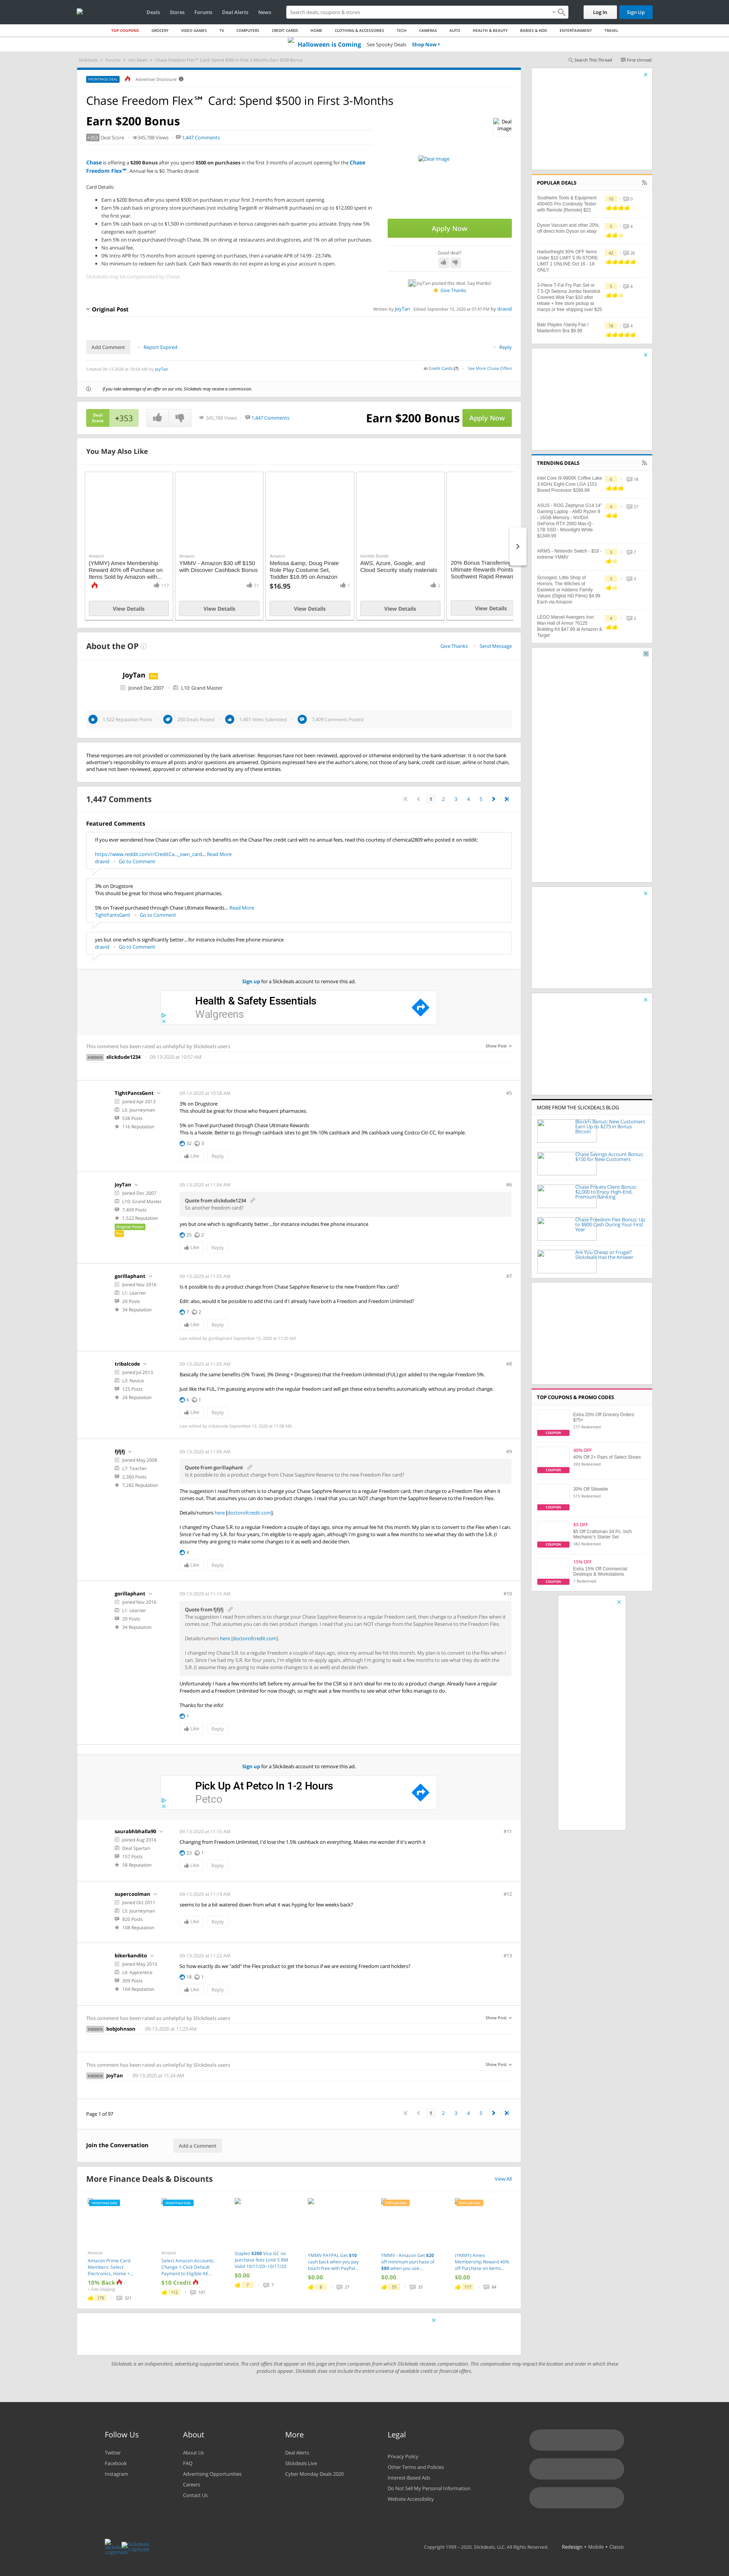 Deals Stores Forums Deal Alerts News
Search deals, coupons & stores
Log In
Sign Up
TOP COUPONS GROCERY VIDEO GAMES TV COMPUTERS CREDIT CARDS HOME CLOTHING & ACCESSORIES TECH CAMERAS AUTO HEALTH & BEAUTY BABIES & KIDS ENTERTAINMENT TRAVEL
Halloween is Coming See Spooky Deals Shop Now ›
Search This Thread First Unread
FRONTPAGE DEAL Advertiser Disclosure
Chase Freedom Flex℠ Card: Spend $500 in First 3-Months
Earn $200 Bonus
+353 Deal Score 345,788 Views 1,447 Comments
Deal Image
Chase is offering a $200 Bonus after you spend $500 on purchases in the first 3 months of account opening for the Chase
Freedom Flex℠. Annual fee is $0. Thanks dravid
Card Details:
Earn a $200 Bonus after you spend $500 on purchases in your first 3 months from account opening.
Earn 5% cash back on grocery store purchases (not including Target® or Walmart® purchases) on up to $12,000 spent in
the first year.
Earn 5% cash back on up to $1,500 in combined purchases in bonus categories each quarter you activate. Enjoy new 5%
categories each quarter!
Earn 5% on travel purchased through Chase, 3% on dining at restaurants and drugstores, and 1% on all other purchases.
No annual fee.
0% Intro APR for 15 months from account opening on purchases, then a variable APR of 14.99 - 23.74%.
No minimum to redeem for cash back. Cash Back rewards do not expire as long as your account is open.
Slickdeals may be compensated by Chase.
Deal Image
Apply Now
Good deal?
JoyTan posted this deal. Say thanks!
Give Thanks
Original Post
Written by JoyTan Edited September 15, 2020 at 07:47 PM by dravid
Add Comment Report Expired Reply
Created 09-13-2020 at 10:54 AM by JoyTan
in Credit Cards (7) See More Chase Offers
If you take advantage of an offer on our site, Slickdeals may receive a commission.
Deal Score +353 345,788 Views 1,447 Comments
Earn $200 Bonus Apply Now
You May Also Like
Amazon
(YMMY) Amex Membership
Reward 40% off Purchase on
Items Sold by Amazon with...
117
View Details
Amazon
YMMV - Amazon $30 off $150
with Discover Cashback Bonus
51
View Details
Amazon
Melissa &amp; Doug Pirate
Role Play Costume Set,
Toddler $16.95 on Amazon
$16.95
View Details
Humble Bundle
AWS, Azure, Google, and
Cloud Security study materials
2
View Details
20% Bonus Transferring
Ultimate Rewards Points
Southwest Rapid Reward
View Details
About the OP
Give Thanks Send Message
JoyTan Pro
Joined Dec 2007 L10: Grand Master
1,522 Reputation Points 250 Deals Posted 1,461 Votes Submitted 7,409 Comments Posted
These responses are not provided or commissioned by the bank advertiser. Responses have not been reviewed, approved or otherwise endorsed by the bank advertiser. It is not the bank
advertiser's responsibility to ensure all posts and/or questions are answered. Opinions expressed here are the author's alone, not those of any bank, credit card issuer, airline or hotel chain,
and have not been reviewed, approved or otherwise endorsed by any of these entities.
1,447 Comments
1 2 3 4 5
Featured Comments
If you ever wondered how Chase can offer such rich benefits on the Chase Flex credit card with no annual fees, read this courtesy of chemical2809 who posted it on reddit:
https://www.reddit.com/r/CreditCa..._own_card... Read More
dravid Go to Comment
3% on Drugstore
This should be great for those who frequent pharmacies.
5% on Travel purchased through Chase Ultimate Rewards... Read More
TightPantsGent Go to Comment
yes but one which is significantly better....for instance includes free phone insurance
dravid Go to Comment
Sign up for a Slickdeals account to remove this ad.
Health & Safety Essentials
Walgreens
This comment has been rated as unhelpful by Slickdeals users Show Post
HIDDEN slickdude1234 09-13-2020 at 10:57 AM
TightPantsGent 09-13-2020 at 10:58 AM #5
Joined Apr 2013
L5: Journeyman
538 Posts
116 Reputation
3% on Drugstore
This should be great for those who frequent pharmacies.
5% on Travel purchased through Chase Ultimate Rewards
This is a hassle. Better to go through cashback sites to get 5%-10% cashback and 3% cashback using Costco Citi CC, for example.
32 3
Like Reply
JoyTan 09-13-2020 at 11:04 AM #6
Joined Dec 2007
L10: Grand Master
7,409 Posts
1,522 Reputation
Original Poster
Pro
Quote from slickdude1234
So another freedom card?
yes but one which is significantly better....for instance includes free phone insurance
25 2
Like Reply
gorillaphant 09-13-2020 at 11:05 AM #7
Joined Nov 2016
L1: Learner
20 Posts
34 Reputation
Is it possible to do a product change from Chase Sapphire Reserve to the new Freedom Flex card?
Edit: also, would it be possible to add this card if I already have both a Freedom and Freedom Unlimited?
7 2
Like Reply
Last edited by gorillaphant September 13, 2020 at 11:20 AM.
tribalcode 09-13-2020 at 11:05 AM #8
Joined Jul 2013
L3: Novice
125 Posts
24 Reputation
Basically the same benefits (5% Travel, 3% Dining + Drugstores) that the Freedom Unlimited (FUL) got added to the regular Freedom 5%.
Just like the FUL, I'm guessing anyone with the regular freedom card will get these extra benefits automatically without any product change.
6 1
Like Reply
Last edited by tribalcode September 13, 2020 at 11:08 AM.
fjfjfj 09-13-2020 at 11:09 AM #9
Joined May 2008
L7: Teacher
2,360 Posts
7,282 Reputation
Quote from gorillaphant
Is it possible to do a product change from Chase Sapphire Reserve to the new Freedom Flex card?
The suggestion I read from others is to change your Chase Sapphire Reserve to a regular Freedom card, then change to a Freedom Flex when it
comes out. That assumes you can do two product changes. I read that you can NOT change from the Sapphire Reserve to the Freedom Flex.
Details/rumors here [doctorofcredit.com].
I changed my Chase S.R. to a regular Freedom a couple of days ago, since my annual fee hit this month. My plan is to convert to the Flex when I can.
Since I've had my S.R. for four years, I'm eligible to re-apply again, although I'm going to wait a few months to see what they do with the S.R. (I
assume they are going to make some changes to it as well) and decide then.
4
Like Reply
gorillaphant 09-13-2020 at 11:15 AM #10
Joined Nov 2016
L1: Learner
20 Posts
34 Reputation
Quote from fjfjfj
The suggestion I read from others is to change your Chase Sapphire Reserve to a regular Freedom card, then change to a Freedom Flex when it
comes out. That assumes you can do two product changes. I read that you can NOT change from the Sapphire Reserve to the Freedom Flex.
Details/rumors here [doctorofcredit.com].
I changed my Chase S.R. to a regular Freedom a couple of days ago, since my annual fee hit this month. My plan is to convert to the Flex when I
can. Since I've had my S.R. for four years, I'm eligible to re-apply again, although I'm going to wait a few months to see what they do with the
S.R. (I assume they are going to make some changes to it as well) and decide then.
Unfortunately I have a few months left before my annual fee for the CSR so it isn't ideal for me to do a product change. Already have a regular
Freedom and a Freedom Unlimited for now though, so might wait a few months to see what other folks manage to do.
Thanks for the info!
1
Like Reply
Sign up for a Slickdeals account to remove this ad.
Pick Up At Petco In 1-2 Hours
Petco
saurabhbhalla90 09-13-2020 at 11:16 AM #11
Joined Aug 2016
Deal Spartan
157 Posts
58 Reputation
Changing from Freedom Unlimited, I'd lose the 1.5% cashback on everything. Makes me wonder if it's worth it
23 1
Like Reply
supercoolman 09-13-2020 at 11:19 AM #12
Joined Oct 2011
L5: Journeyman
820 Posts
108 Reputation
seems to be a bit watered down from what it was hyping for few weeks back?
Like Reply
bikerbandito 09-13-2020 at 11:23 AM #13
Joined May 2010
L4: Apprentice
309 Posts
104 Reputation
So how exactly do we "add" the Flex product to get the bonus if we are existing Freedom card holders?
18 1
Like Reply
This comment has been rated as unhelpful by Slickdeals users Show Post
HIDDEN bobjohnson 09-13-2020 at 11:23 AM
This comment has been rated as unhelpful by Slickdeals users Show Post
HIDDEN JoyTan 09-13-2020 at 11:24 AM
Page 1 of 97
1 2 3 4 5
Join the Conversation Add a Comment
More Finance Deals & Discounts View All
Amazon
Amazon Prime Card
Members: Select
Electronics, Home +...
10% Back
+ Free Shipping
175 321
Amazon
Select Amazon Accounts:
Change 1-Click Default
Payment to Eligible AE...
$10 Credit
112 197
Staples $200 Visa GC no
purchase fees Limit 5 BM
Valid 10/11/20-10/17/20
$0.00
7 7
YMMV PAYPAL Get $10
cash back when you pay
touch-free with PayPal...
$0.00
8 27
YMMV - Amazon Get $20
off minimum purchase of
$80 when you use...
$0.00
55 33
(YMMY) Amex
Membership Reward 40%
off Purchase on Items...
$0.00
117 84
POPULAR DEALS
Southwire Tools & Equipment
49040S Pro Continuity Tester
with Remote [Remote] $22
10 0
Dyson Vacuum and other 20%,
off direct from Dyson on ebay
5 4
Harborfreight 30% OFF Items
Under $10 LIMIT 5 IN-STORE.
LIMIT 1 ONLINE Oct 16 - 18
ONLY.
42 26
3-Piece T-Fal Fry Pan Set or
7.5-Qt Sedona Jumbo Nonstick
Covered Wok Pan $10 after
rebate + free store pickup at
macys or free shipping over $25
5 4
Bali/ Playtex /Vanity Fair /
Maidenform Bra $9.99
16 4
TRENDING DEALS
Intel Core i9-9900K Coffee Lake
3.6GHz Eight-Core LGA 1151
Boxed Processor $299.99
6 18
ASUS - ROG Zephyrus G14 14"
Gaming Laptop - AMD Ryzen 9
- 16GB Memory - NVIDIA
GeForce RTX 2060 Max-Q -
1TB SSD - Moonlight White
$1349.99
4 21
ARMS - Nintendo Switch - $19 -
extreme YMMV
3 7
Scrooged, Little Shop of
Horrors, The Witches of
Eastwick or Addams Family
Values (Digital HD Films) $4.99
Each via Amazon
3 3
LEGO Marvel Avengers Iron
Man Hall of Armor 76125
Building Kit $47.99 at Amazon &
Target
4 2
MORE FROM THE SLICKDEALS BLOG
BlockFi Bonus: New Customers
Earn Up to $275 in Bonus
Bitcoin
Chase Savings Account Bonus:
$150 for New Customers
Chase Private Client Bonus:
$2,000 to Enjoy High-End,
Premium Banking
Chase Freedom Flex Bonus: Up
to $800 Cash During Your First
Year
Are You Cheap or Frugal?
Slickdeals Has the Answer
TOP COUPONS & PROMO CODES
Extra 20% Off Grocery Orders
$75+
277 Redeemed
COUPON
40% OFF
40% Off 2+ Pairs of Select Shoes
393 Redeemed
COUPON
30% Off Sitewide
515 Redeemed
COUPON
$5 OFF
$5 Off Craftsman 34 Pc. Inch
Mechanic's Starter Set
382 Redeemed
COUPON
15% OFF
Extra 15% Off Commercial
Desktops & Workstations
1 Redeemed
COUPON
Slickdeals is an independent, advertising-supported service. The card offers that appear on this page are from companies from which Slickdeals receives compensation. This compensation may impact the location and order in which these
products appear. Slickdeals does not include the entire universe of available credit or financial offers.
Follow Us
Twitter
Facebook
Instagram
About
About Us
FAQ
Advertising Opportunities
Careers
Contact Us
More
Deal Alerts
Slickdeals Live
Cyber Monday Deals 2020
Legal
Privacy Policy
Other Terms and Policies
Interest-Based Ads
Do Not Sell My Personal Information
Website Accessibility
Copyright 1999 - 2020. Slickdeals, LLC. All Rights Reserved. Redesign • Mobile • Classic